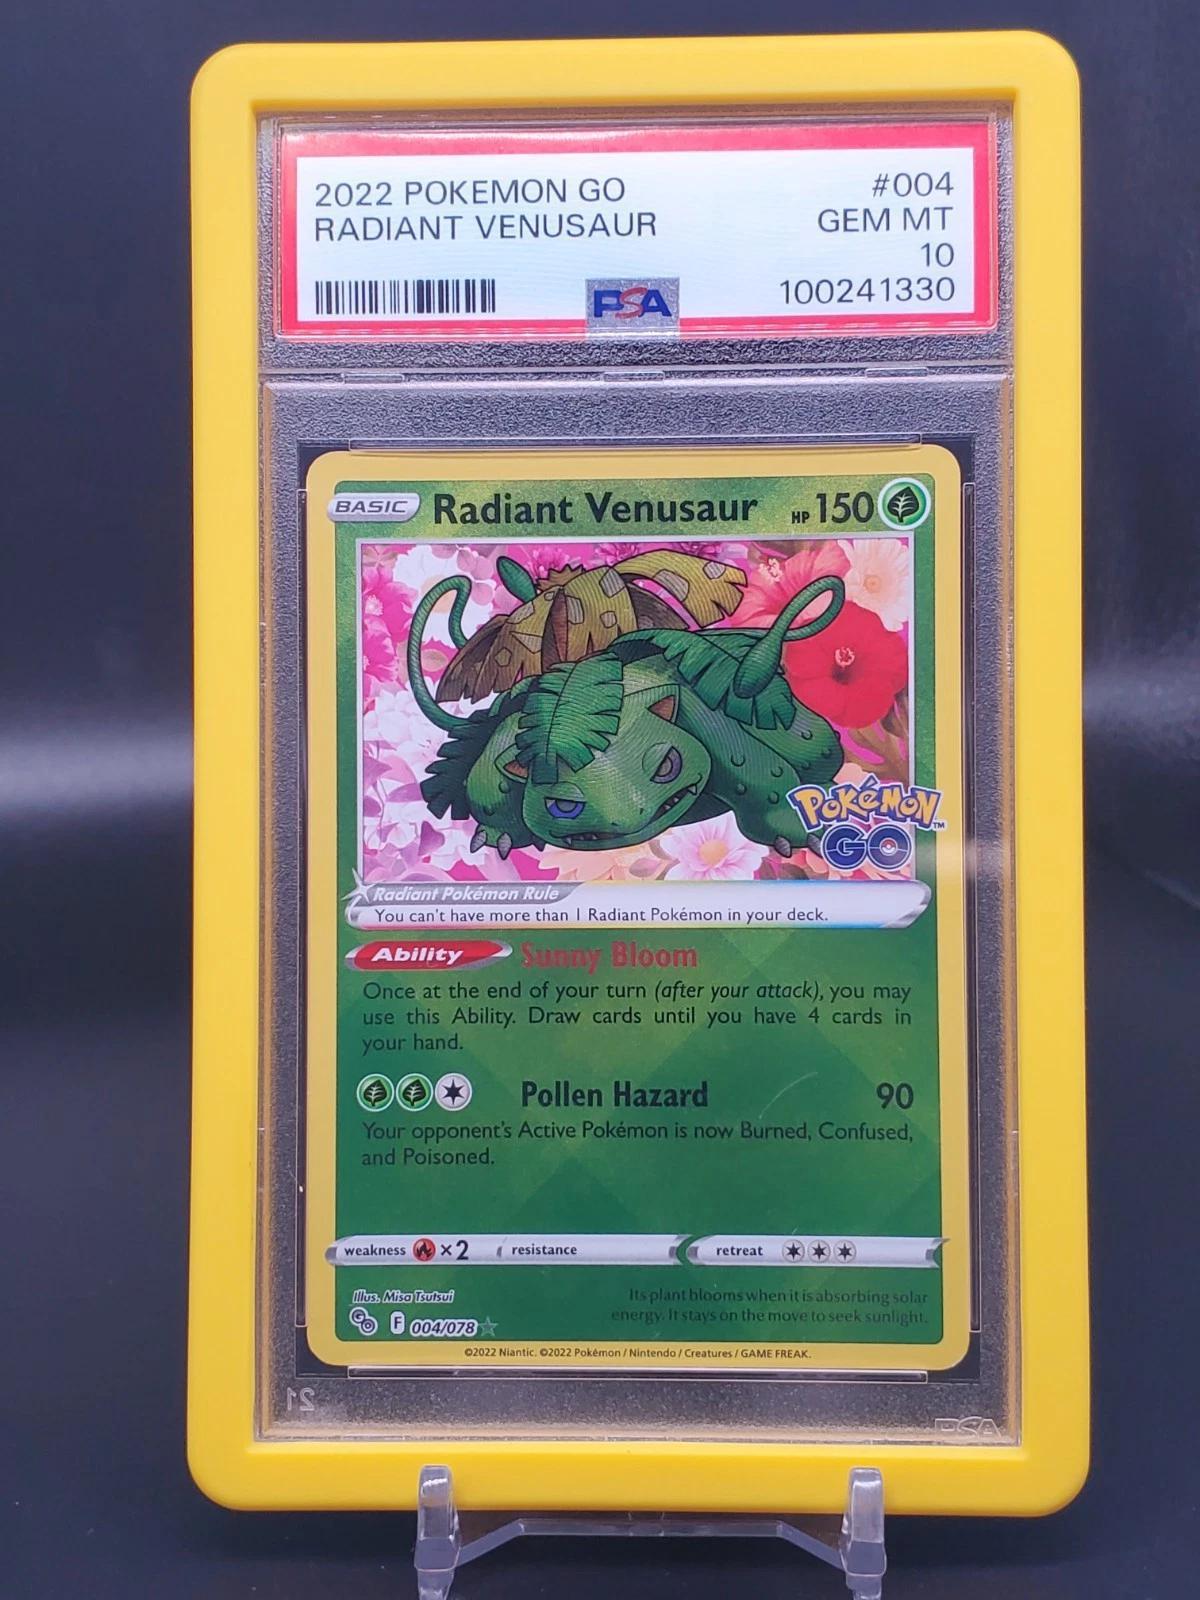 2022 POKEMON GO #004
RADIANT VENUSAUR GEM MT
10
PSA 100241330
BASIC Radiant Venusaur HP 150
POKéMON™
GO
Radiant Pokémon Rule
You can't have more than 1 Radiant Pokémon in your deck.
Ability Sunny Bloom
Once at the end of your turn (after your attack), you may
use this Ability. Draw cards until you have 4 cards in
your hand.
Pollen Hazard 90
Your opponent's Active Pokémon is now Burned, Confused,
and Poisoned.
weakness ×2 resistance retreat
Illus. Misa Tsutsui
Its plant blooms when it is absorbing solar
energy. It stays on the move to seek sunlight.
GO F 004/078
©2022 Niantic. ©2022 Pokémon / Nintendo / Creatures / GAME FREAK.
21
PSA